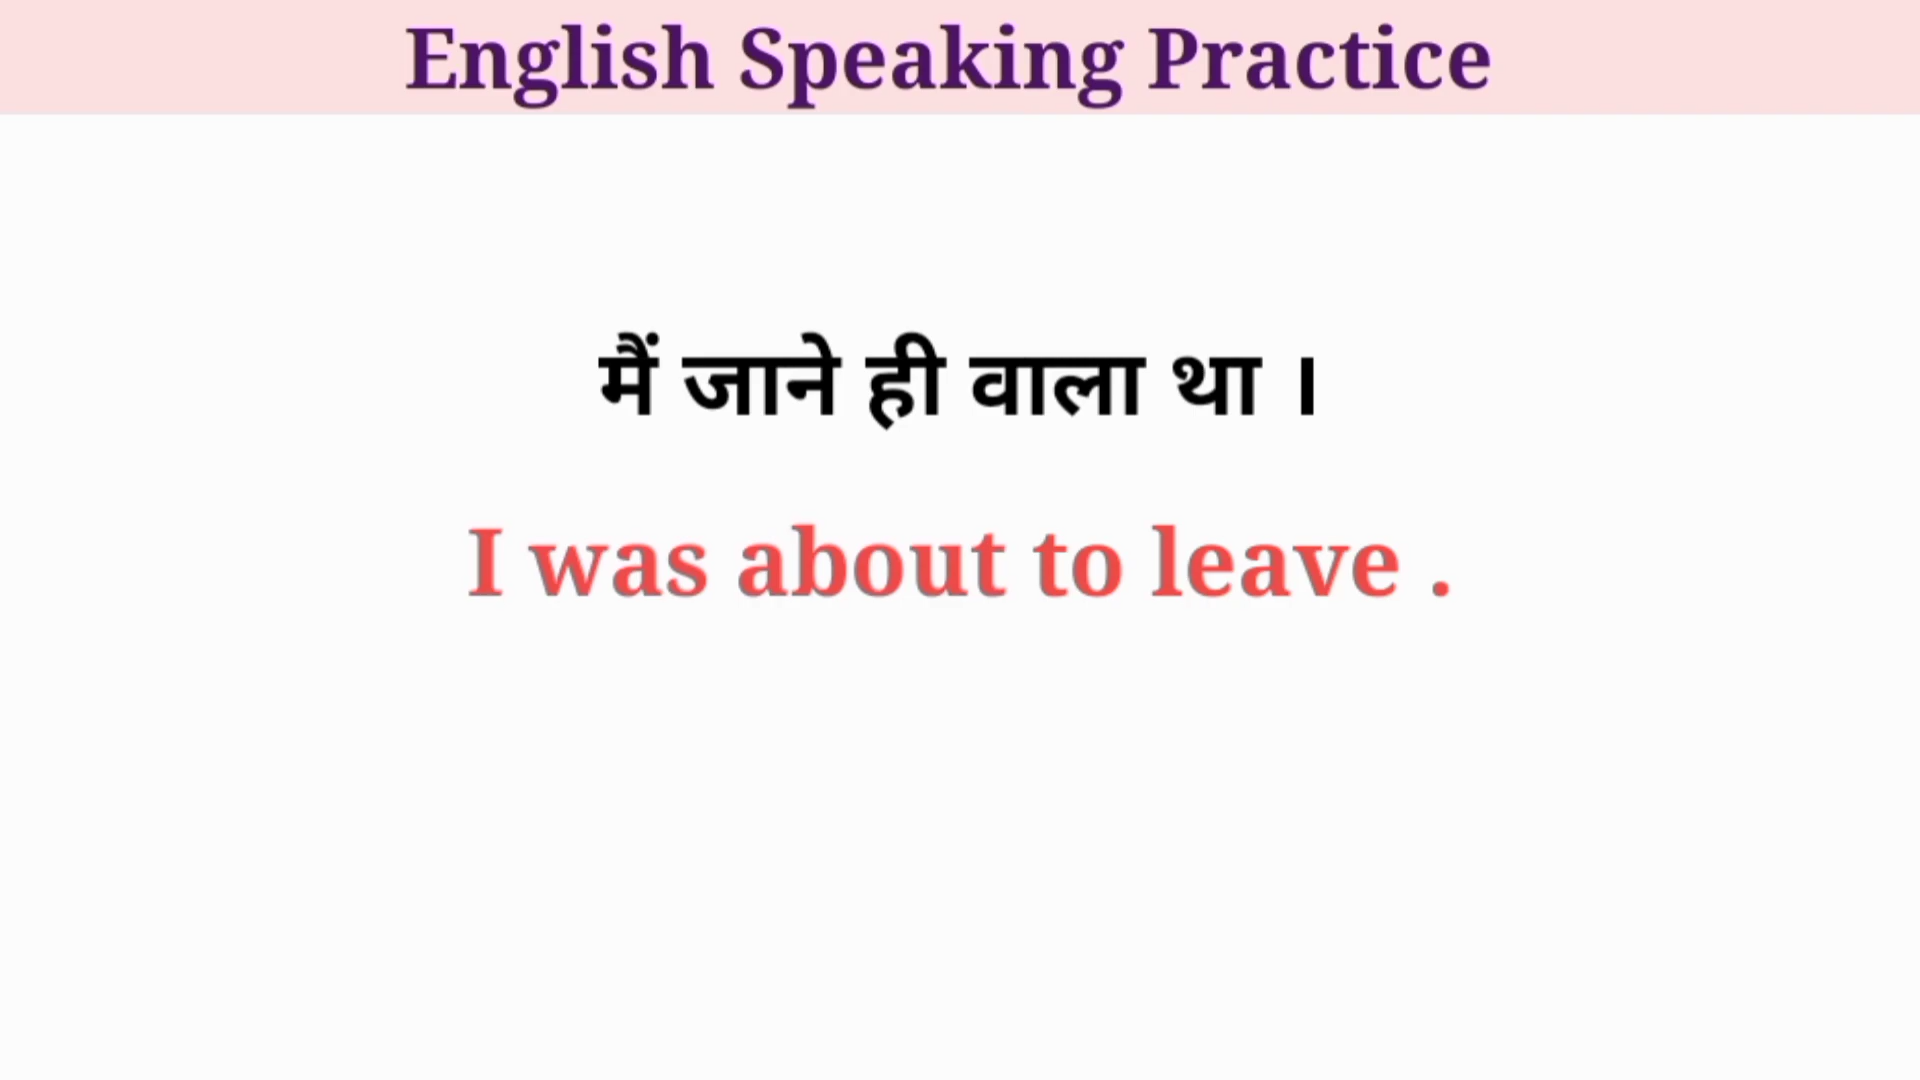 English Speaking Practice
मैं जाने ही वाला था ।
I was about to leave .